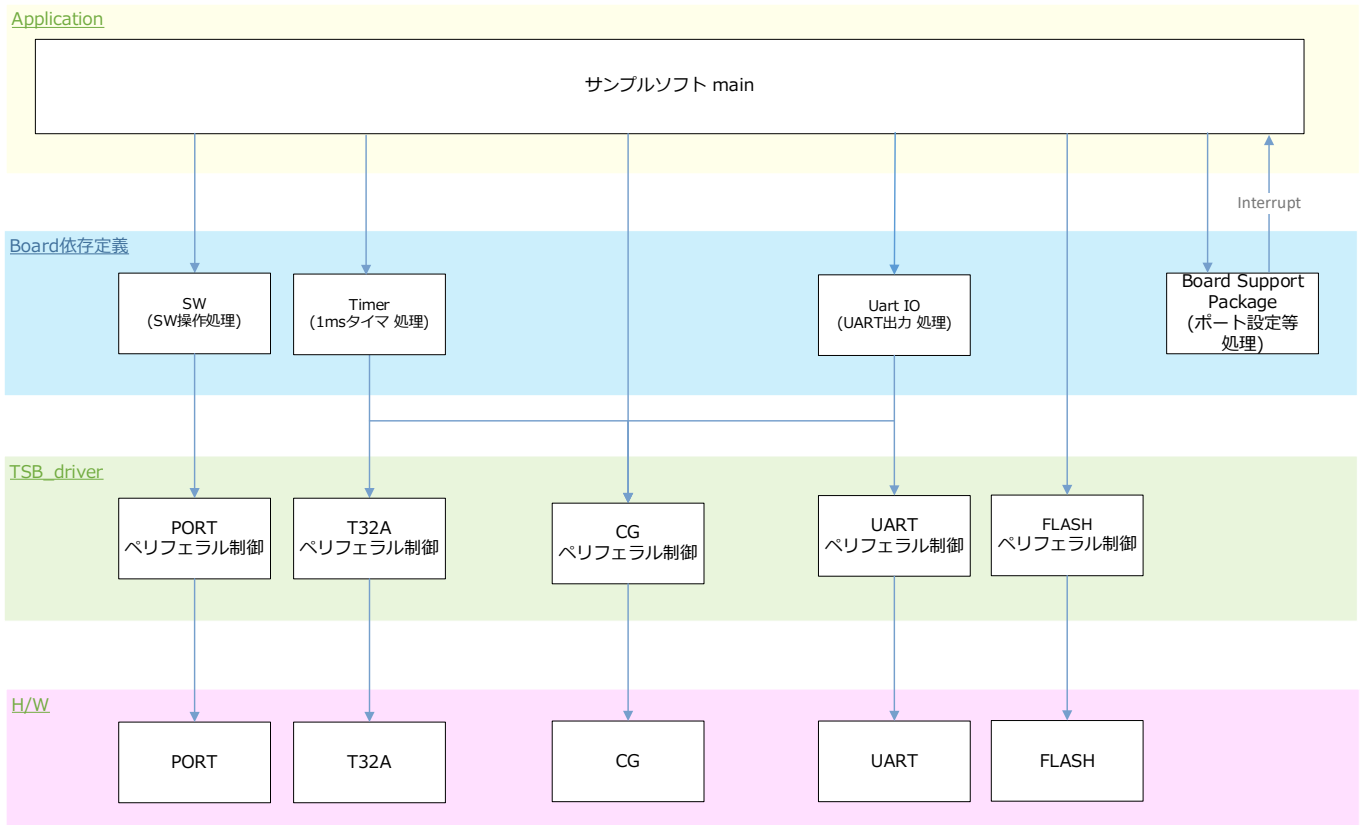 Application
サンプルソフト main
Interrupt
Board依存定義
SW
(SW操作処理)
Timer
(1msタイマ 処理)
Uart IO
(UART出力 処理)
Board Support
Package
(ポート設定等
処理)
TSB_driver
PORT
ペリフェラル制御
T32A
ペリフェラル制御
CG
ペリフェラル制御
UART
ペリフェラル制御
FLASH
ペリフェラル制御
H/W
PORT
T32A
CG
UART
FLASH